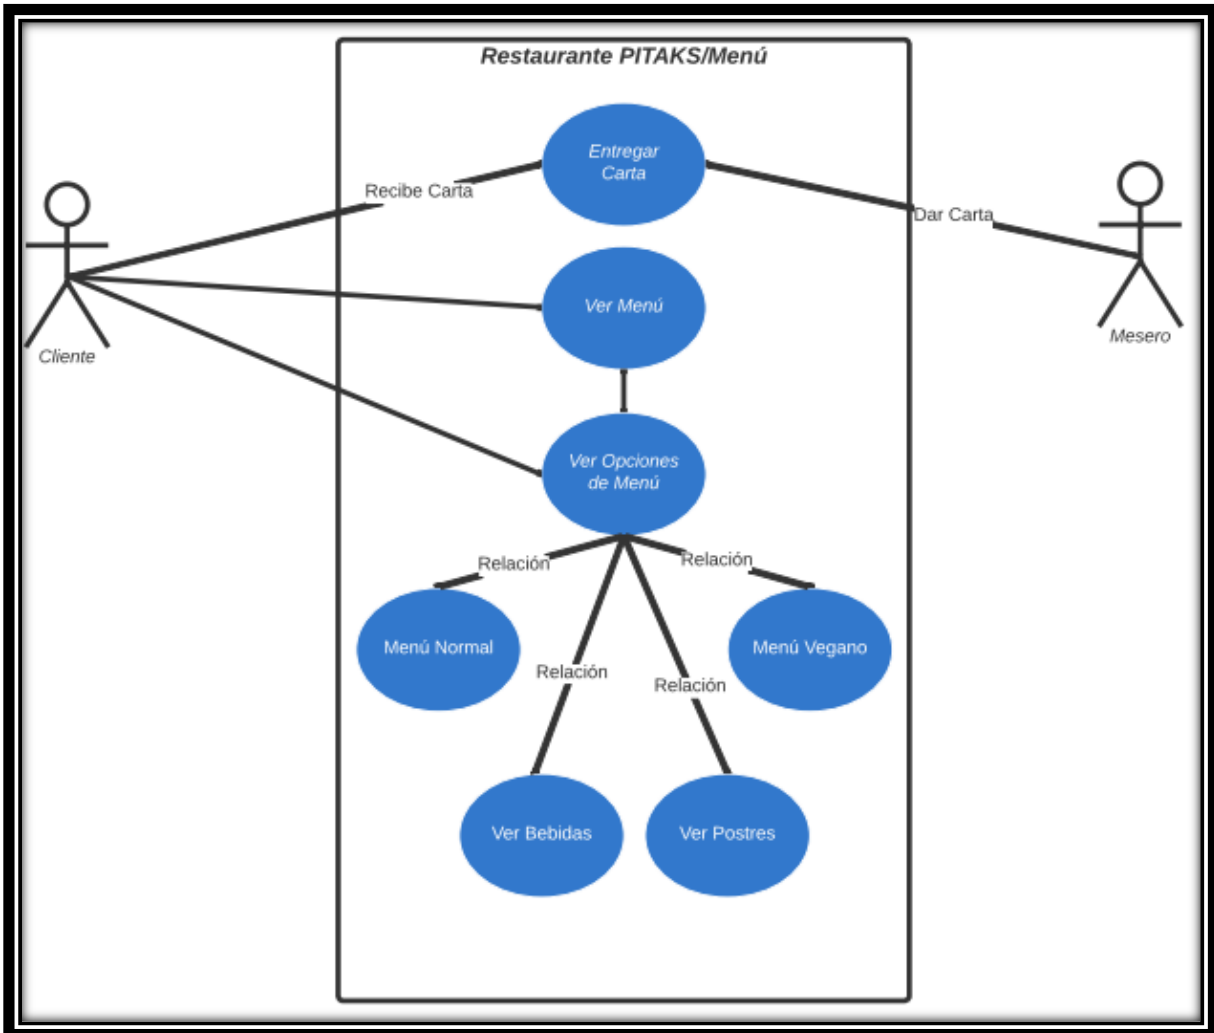 Restaurante PITAKS/Menú
Entregar
Carta
Recibe Carta
Dar Carta
Ver Menú
Mesero
Cliente
Ver Opciones
de Menú
Relación
Relación
Menú Normal
Menú Vegano
Relación
Relación
Ver Bebidas
Ver Postres